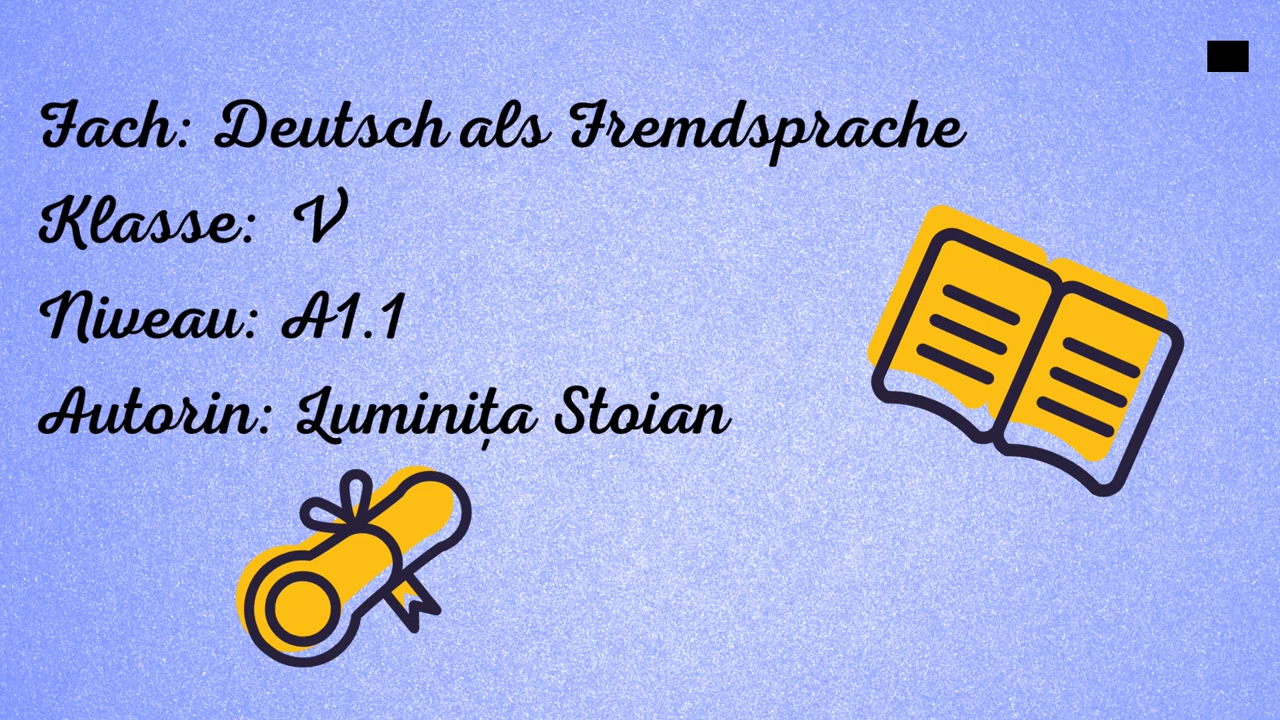 Fach: Deutsch als Fremdsprache
Klasse: V
Niveau: A1.1
Autorin: Luminița Stoian